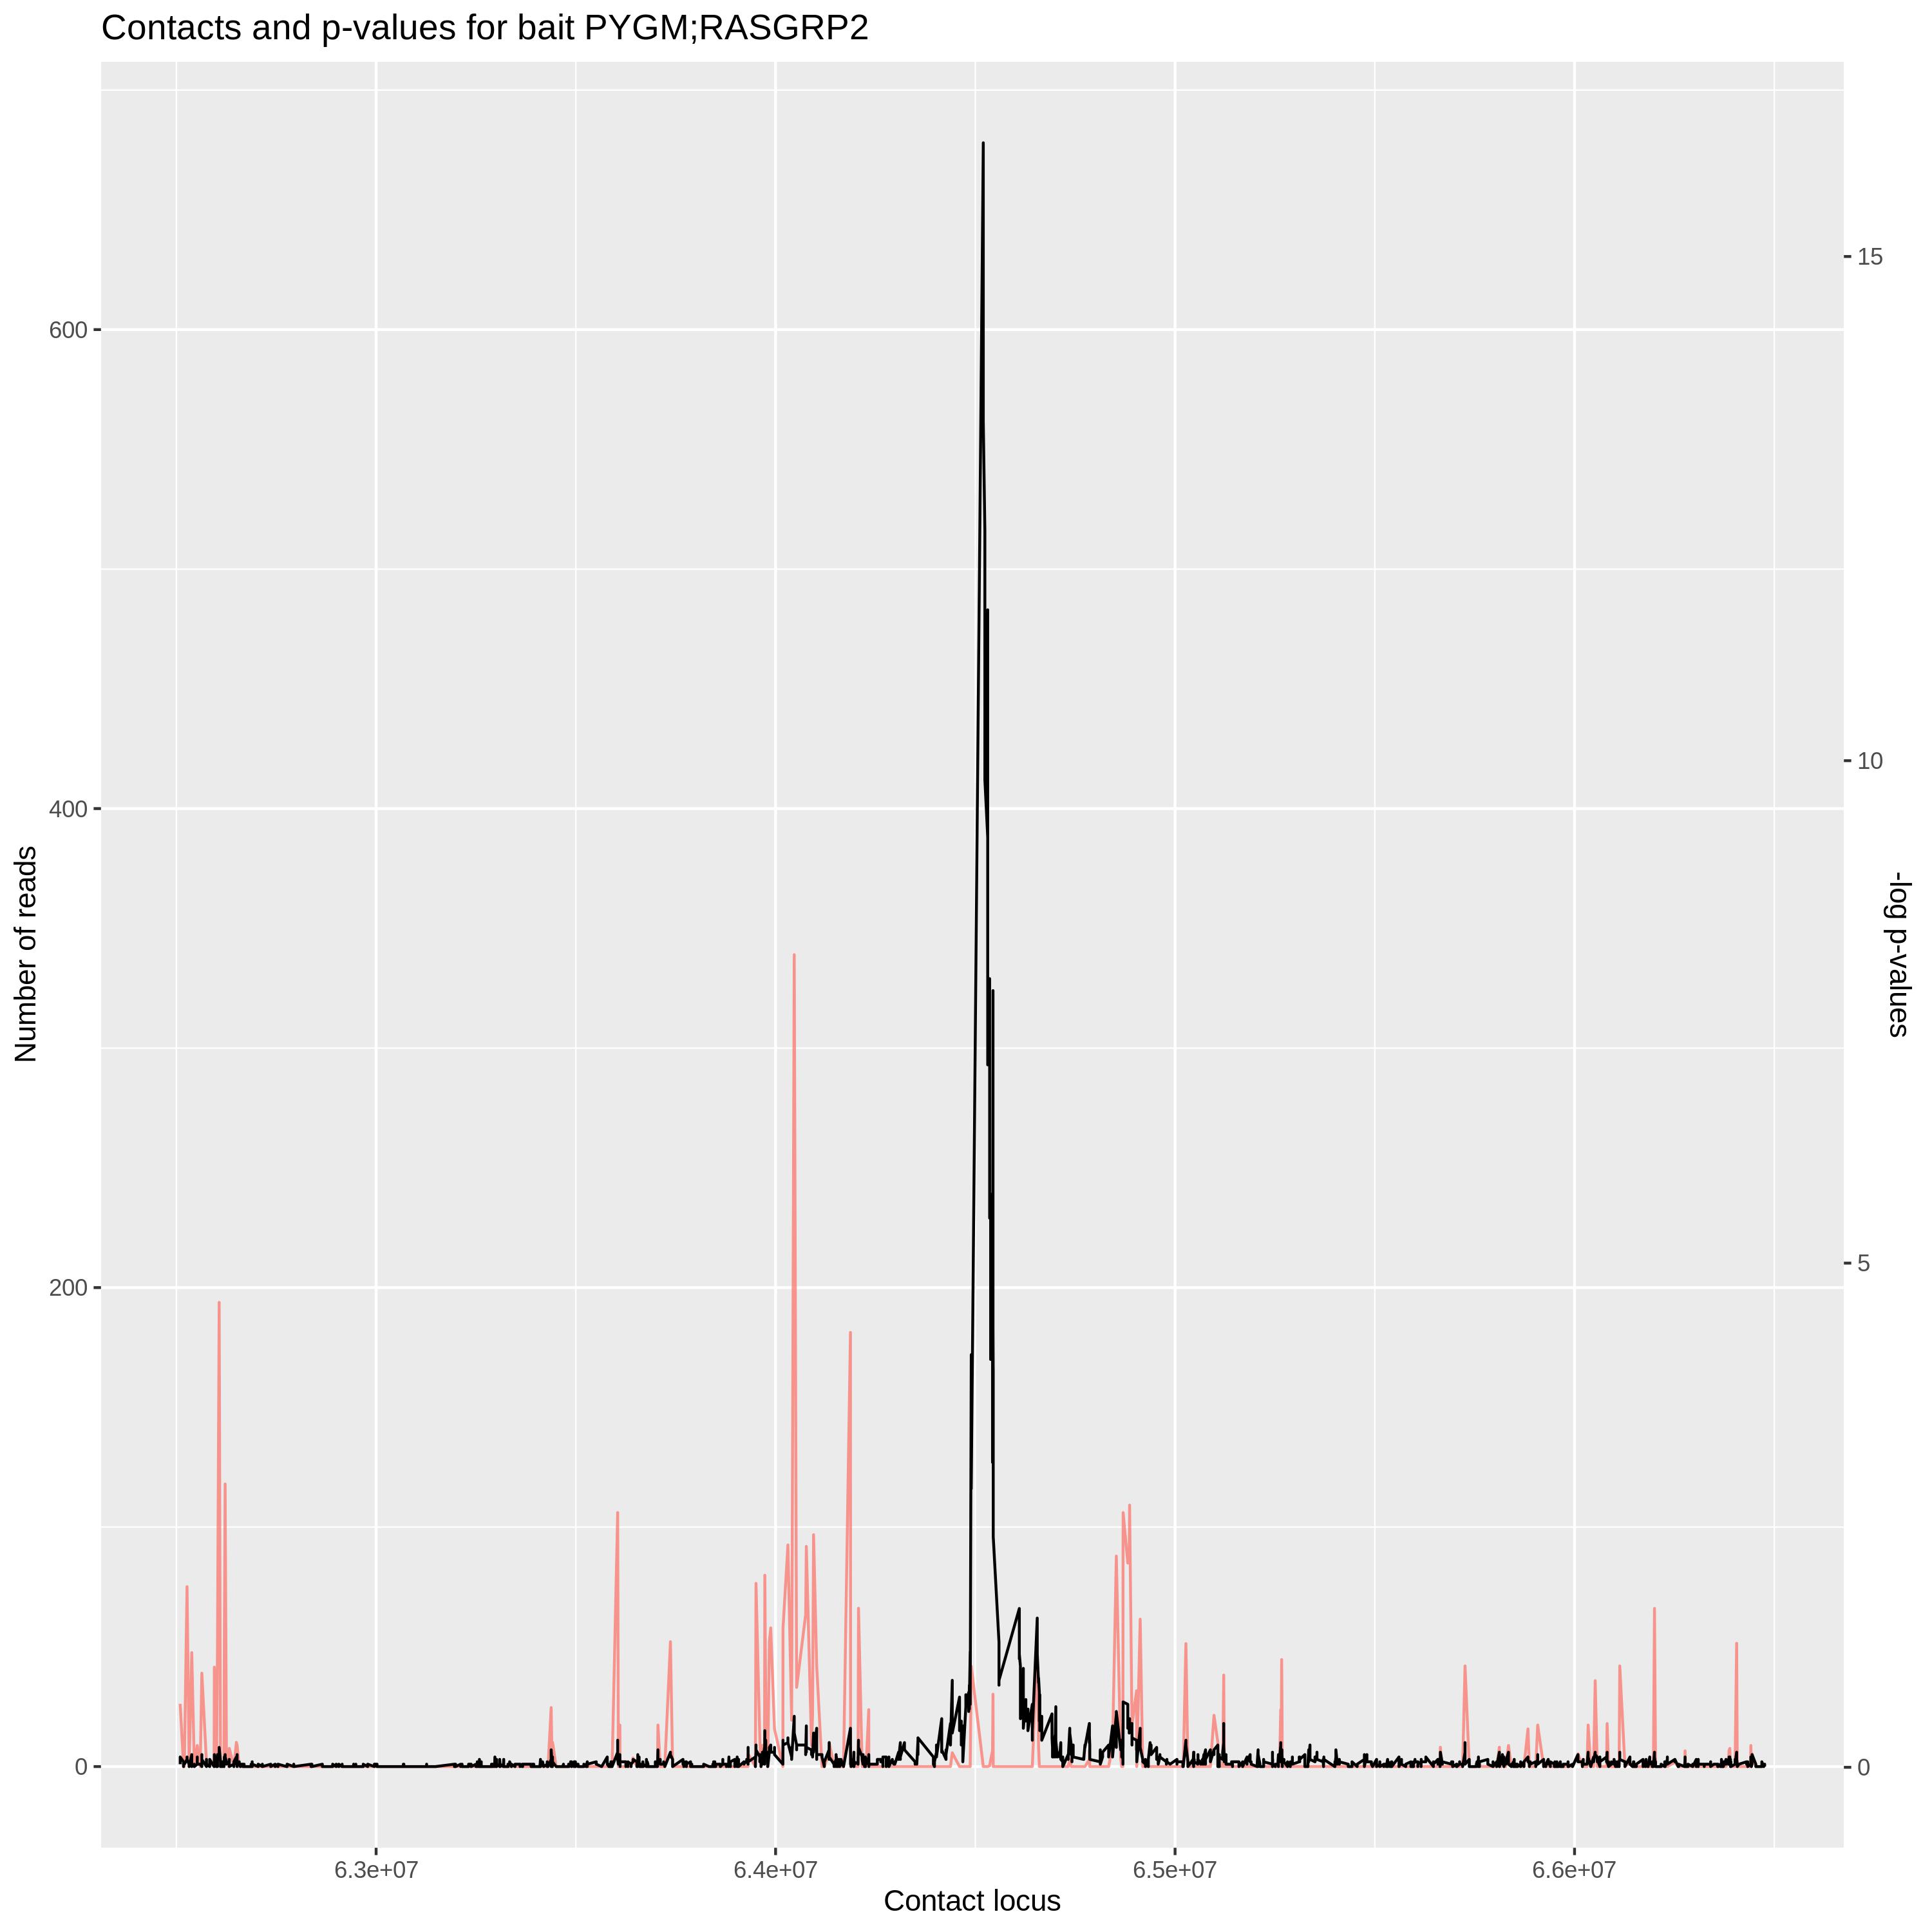 Contacts and p-values for bait PYGM;RASGRP2
Number of reads
600
400
200
0
15
10
5
0
-log p-values
6.3e+07
6.4e+07
6.5e+07
6.6e+07
Contact locus